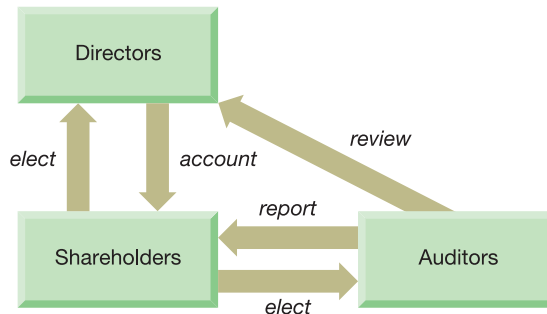 Directors
elect
account
review
report
Shareholders
Auditors
elect